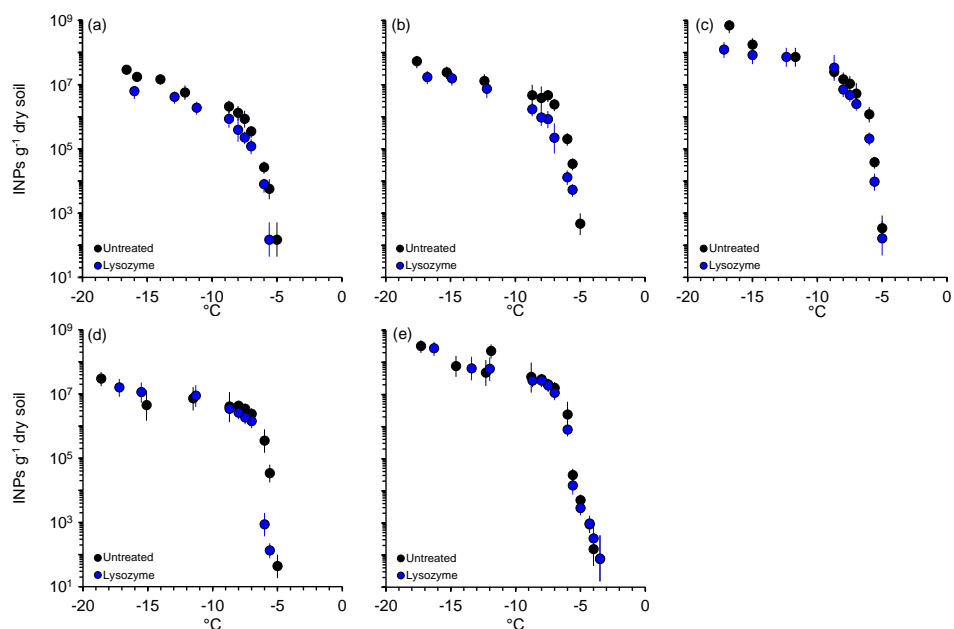 (a)
(b)
(c)
INPs g⁻¹ dry soil
10⁹
10⁷
10⁵
10³
10¹
Untreated
Lysozyme
Untreated
Lysozyme
Untreated
Lysozyme
-20 -15 -10 -5 0
-20 -15 -10 -5 0
-20 -15 -10 -5 0
°C
°C
°C
(d)
(e)
INPs g⁻¹ dry soil
10⁹
10⁷
10⁵
10³
10¹
Untreated
Lysozyme
Untreated
Lysozyme
-20 -15 -10 -5 0
-20 -15 -10 -5 0
°C
°C